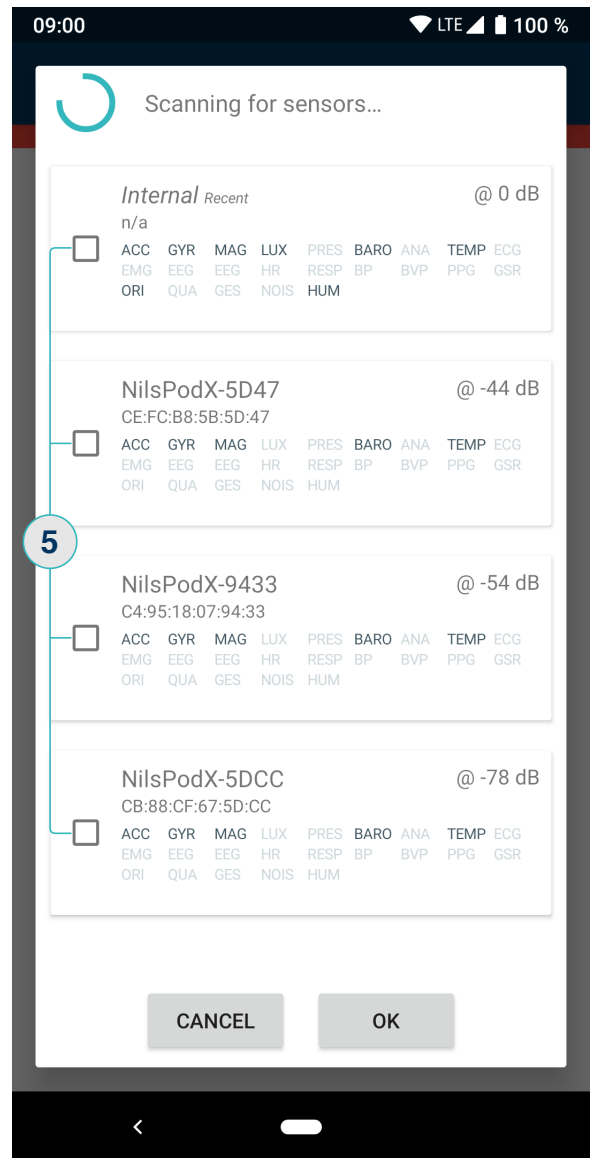 09:00 LTE 100 %
Scanning for sensors...
Internal Recent @ 0 dB
n/a
ACC GYR MAG LUX PRES BARO ANA TEMP ECG
EMG EEG EEG HR RESP BP BVP PPG GSR
ORI QUA GES NOIS HUM
NilsPodX-5D47 @ -44 dB
CE:FC:B8:5B:5D:47
ACC GYR MAG LUX PRES BARO ANA TEMP ECG
EMG EEG EEG HR RESP BP BVP PPG GSR
ORI QUA GES NOIS HUM
5
NilsPodX-9433 @ -54 dB
C4:95:18:07:94:33
ACC GYR MAG LUX PRES BARO ANA TEMP ECG
EMG EEG EEG HR RESP BP BVP PPG GSR
ORI QUA GES NOIS HUM
NilsPodX-5DCC @ -78 dB
CB:88:CF:67:5D:CC
ACC GYR MAG LUX PRES BARO ANA TEMP ECG
EMG EEG EEG HR RESP BP BVP PPG GSR
ORI QUA GES NOIS HUM
CANCEL OK